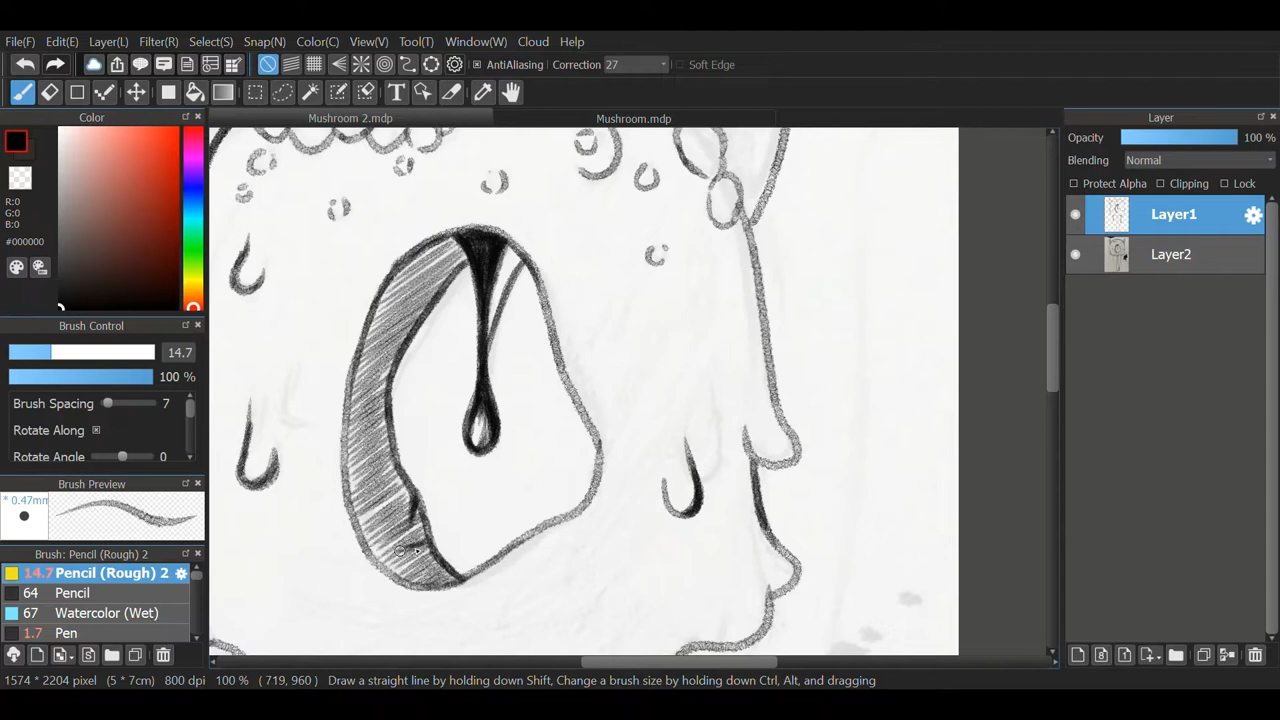 File(F) Edit(E) Layer(L) Filter(R) Select(S) Snap(N) Color(C) View(V) Tool(T) Window(W) Cloud Help
AntiAliasing Correction 27 Soft Edge
Color
Mushroom 2.mdp Mushroom.mdp
Layer
Opacity 100 %
Blending Normal
Protect Alpha Clipping Lock
R:0
G:0
B:0
#000000
Layer1
Layer2
Brush Control
14.7
100 %
Brush Spacing 7
Rotate Along
Rotate Angle 0
Brush Preview
* 0.47mm
Brush: Pencil (Rough) 2
14.7 Pencil (Rough) 2
64 Pencil
67 Watercolor (Wet)
1.7 Pen
1574 * 2204 pixel (5 * 7cm) 800 dpi 100 % ( 719, 960 ) Draw a straight line by holding down Shift, Change a brush size by holding down Ctrl, Alt, and dragging